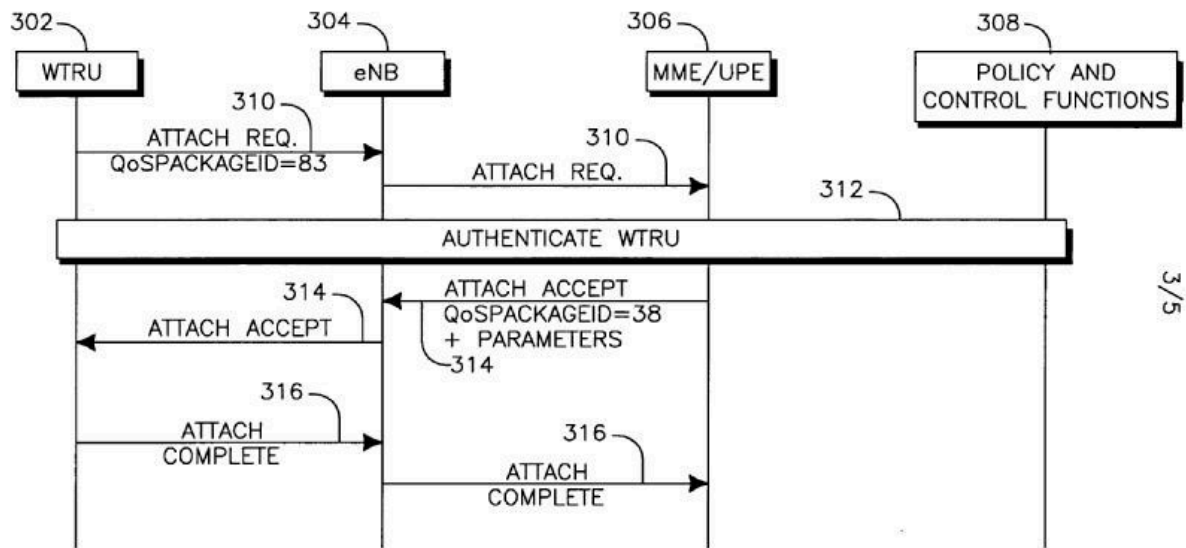 302
304
306
308
WTRU
eNB
MME/UPE
POLICY AND
CONTROL FUNCTIONS
310
ATTACH REQ.
QoSPACKAGEID=83
310
ATTACH REQ.
312
AUTHENTICATE WTRU
314
ATTACH ACCEPT
ATTACH ACCEPT
QoSPACKAGEID=38
+ PARAMETERS
314
316
ATTACH
COMPLETE
316
ATTACH
COMPLETE
3/5